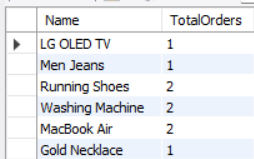 Name TotalOrders
LG OLED TV 1
Men Jeans 1
Running Shoes 2
Washing Machine 2
MacBook Air 2
Gold Necklace 1